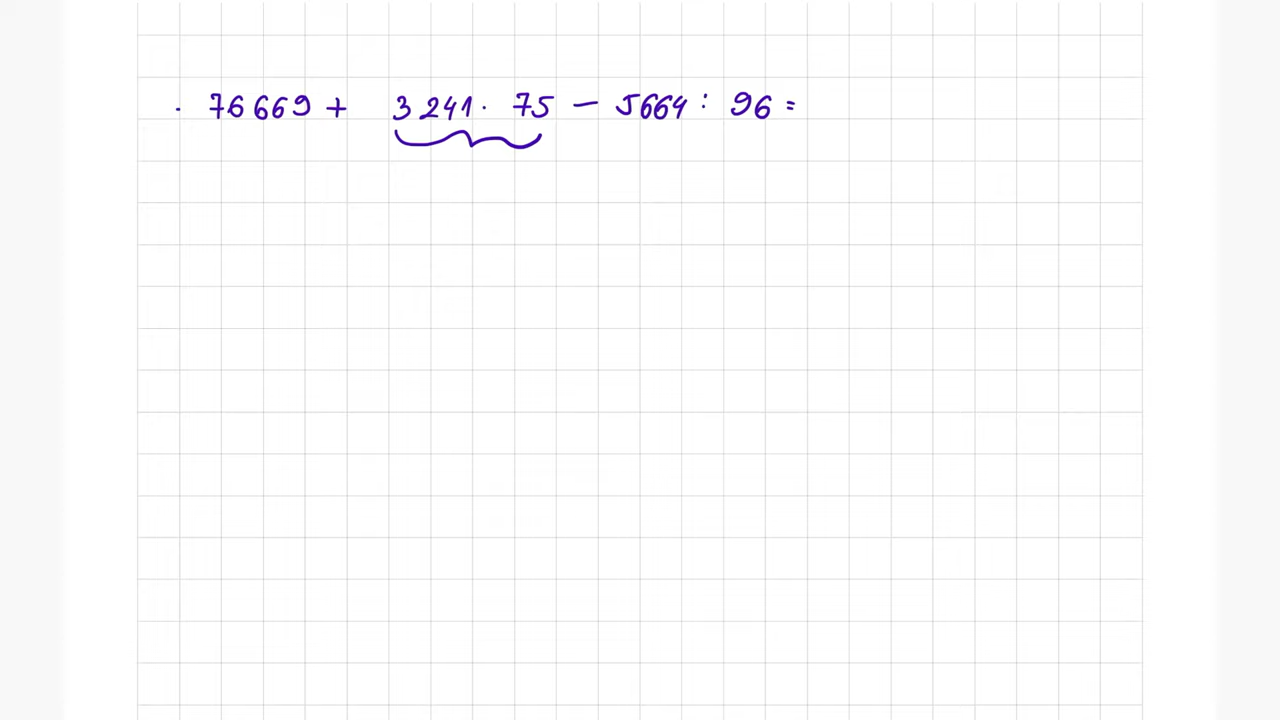 · 76669 + 3241 · 75 – 5664 : 96 =